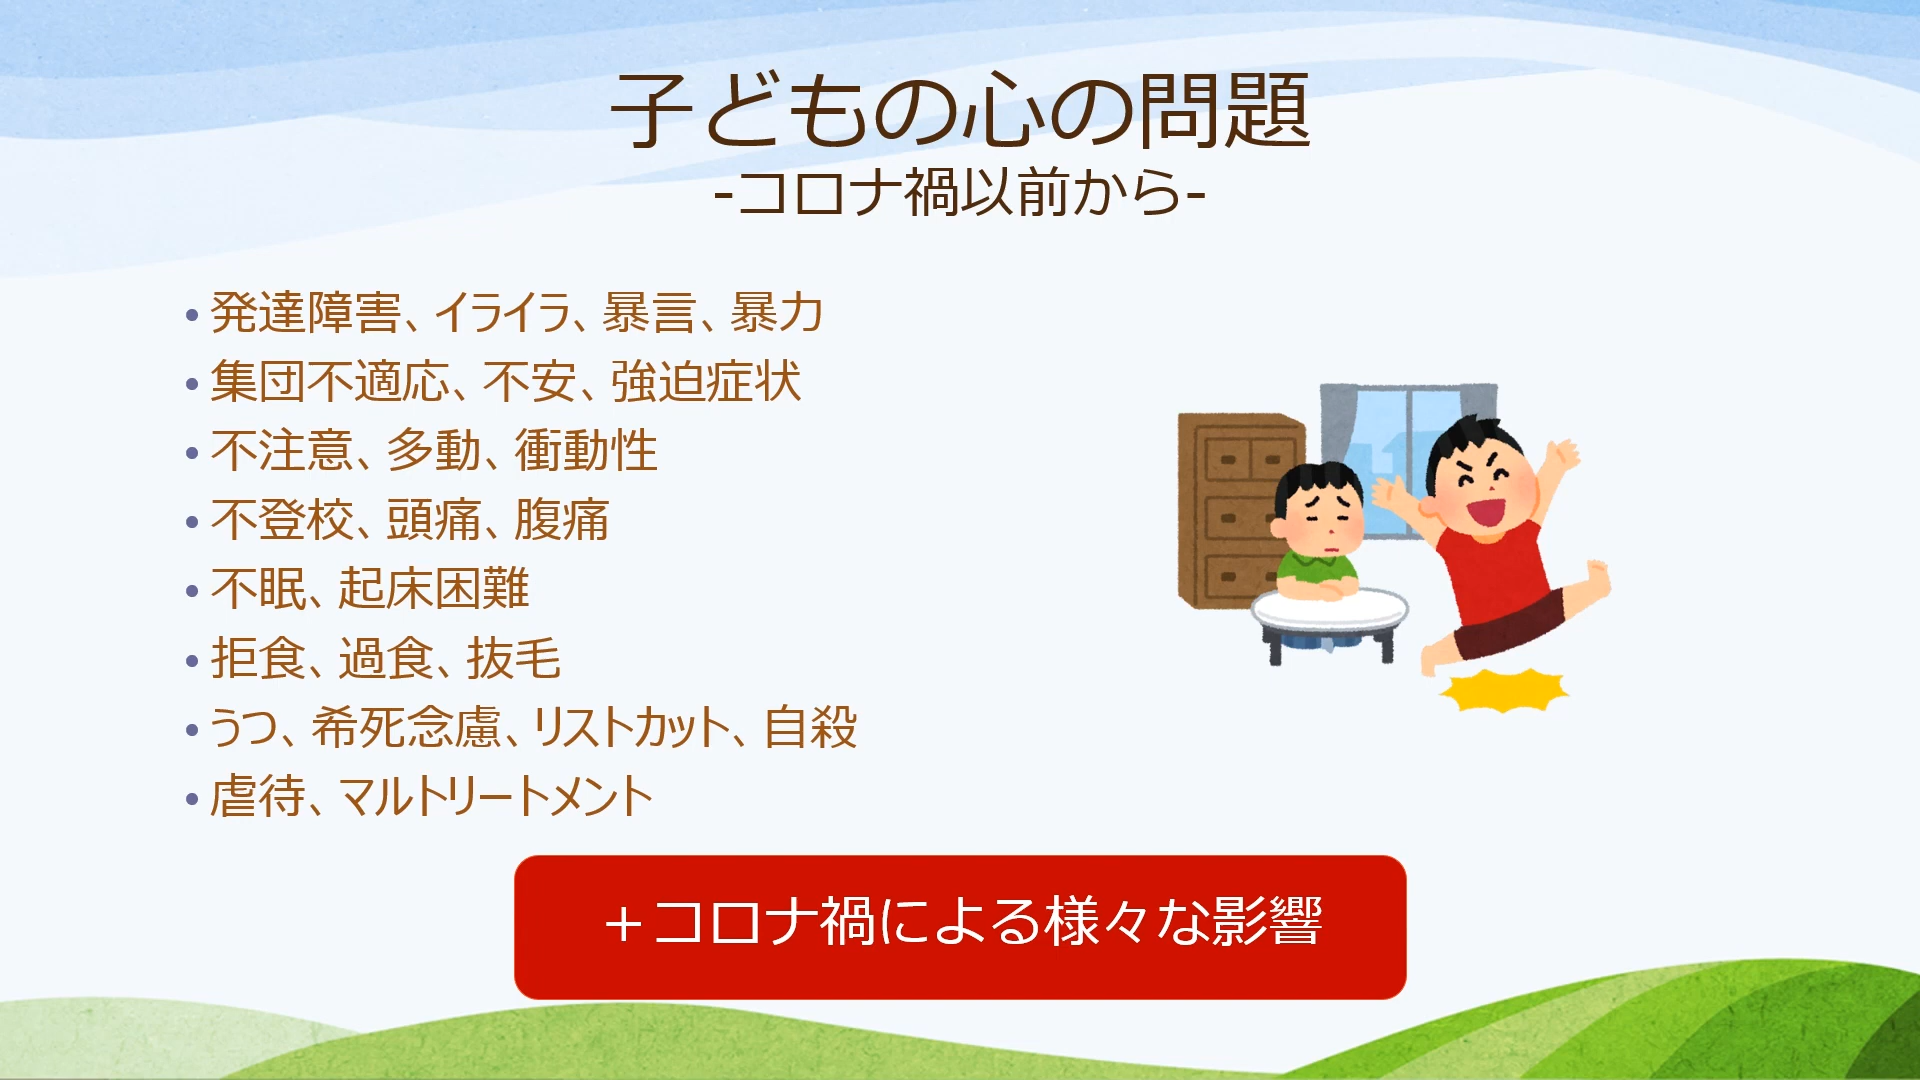 子どもの心の問題
-コロナ禍以前から-
• 発達障害、イライラ、暴言、暴力
• 集団不適応、不安、強迫症状
• 不注意、多動、衝動性
• 不登校、頭痛、腹痛
• 不眠、起床困難
• 拒食、過食、抜毛
• うつ、希死念慮、リストカット、自殺
• 虐待、マルトリートメント
＋コロナ禍による様々な影響